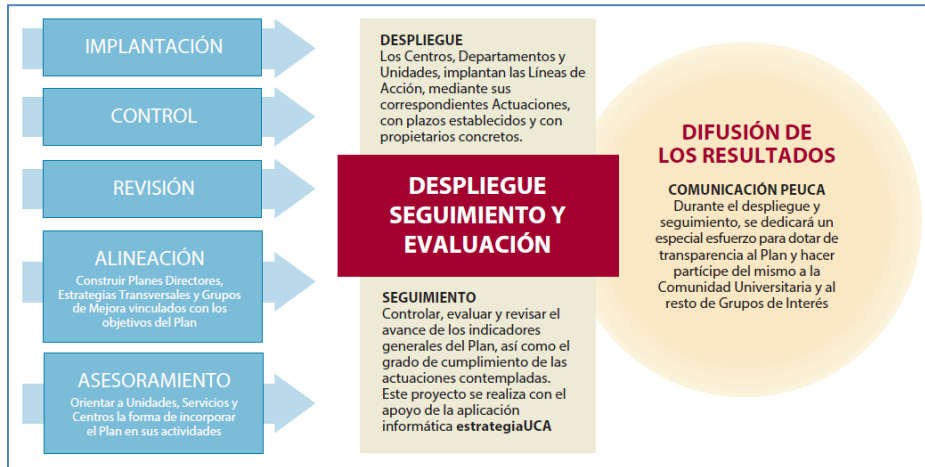 IMPLANTACIÓN
CONTROL
REVISIÓN
ALINEACIÓN
Construir Planes Directores,
Estrategias Transversales y Grupos
de Mejora vinculados con los
objetivos del Plan
ASESORAMIENTO
Orientar a Unidades, Servicios y
Centros la forma de incorporar
el Plan en sus actividades
DESPLIEGUE
Los Centros, Departamentos y
Unidades, implantan las Líneas de
Acción, mediante sus
correspondientes Actuaciones,
con plazos establecidos y con
propietarios concretos.
DESPLIEGUE
SEGUIMIENTO Y
EVALUACIÓN
SEGUIMIENTO
Controlar, evaluar y revisar el
avance de los indicadores
generales del Plan, así como el
grado de cumplimiento de las
actuaciones contempladas.
Este proyecto se realiza con el
apoyo de la aplicación
informática estrategiaUCA
DIFUSIÓN DE
LOS RESULTADOS
COMUNICACIÓN PEUCA
Durante el despliegue y
seguimiento, se dedicará un
especial esfuerzo para dotar de
transparencia al Plan y hacer
partícipe del mismo a la
Comunidad Universitaria y al
resto de Grupos de Interés